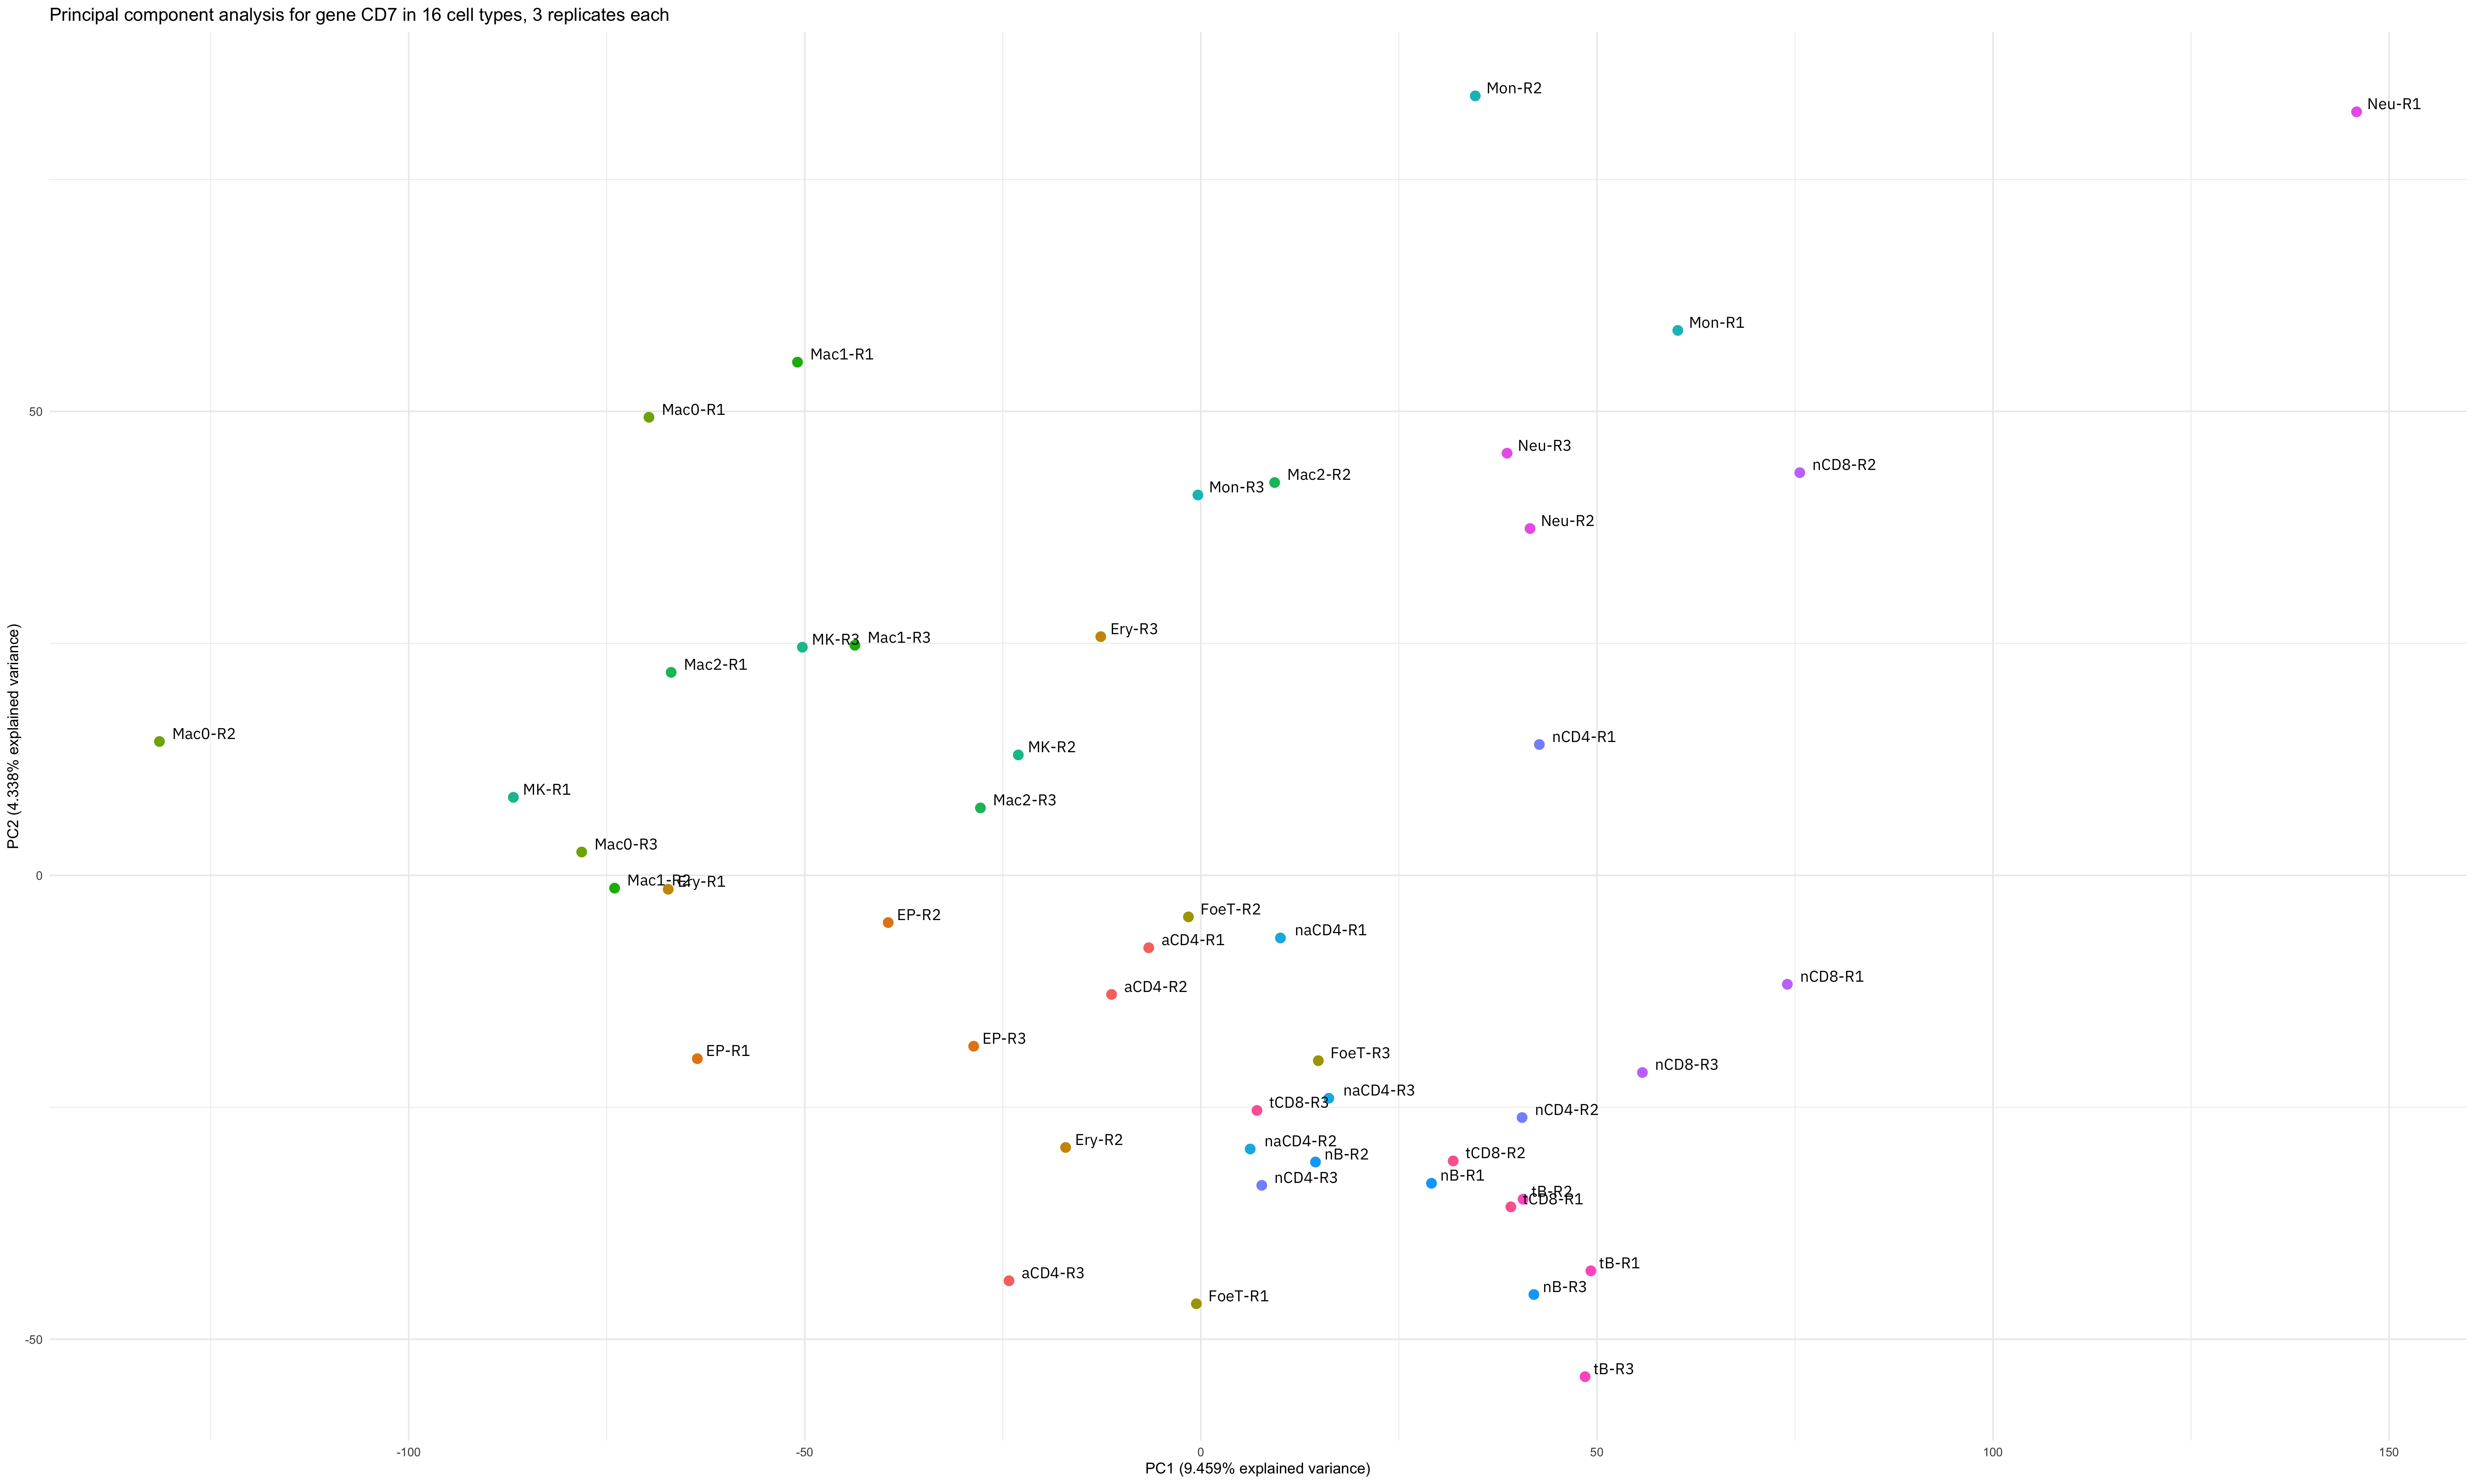 Principal component analysis for gene CD7 in 16 cell types, 3 replicates each
Mon-R2
Neu-R1
Mon-R1
Mac1-R1
Mac0-R1
50
Neu-R3
nCD8-R2
Mac2-R2
Mon-R3
Neu-R2
Ery-R3
MK-R3
Mac1-R3
Mac2-R1
Mac0-R2
nCD4-R1
MK-R2
MK-R1
Mac2-R3
PC2 (4.338% explained variance)
Mac0-R3
0
Mac1-R2
Ery-R1
EP-R2
FoeT-R2
naCD4-R1
aCD4-R1
nCD8-R1
aCD4-R2
EP-R3
EP-R1
FoeT-R3
nCD8-R3
naCD4-R3
tCD8-R3
nCD4-R2
Ery-R2
naCD4-R2
nB-R2
tCD8-R2
nCD4-R3
nB-R1
tB-R2
tCD8-R1
tB-R1
aCD4-R3
nB-R3
FoeT-R1
-50
tB-R3
-100
-50
0
50
100
150
PC1 (9.459% explained variance)